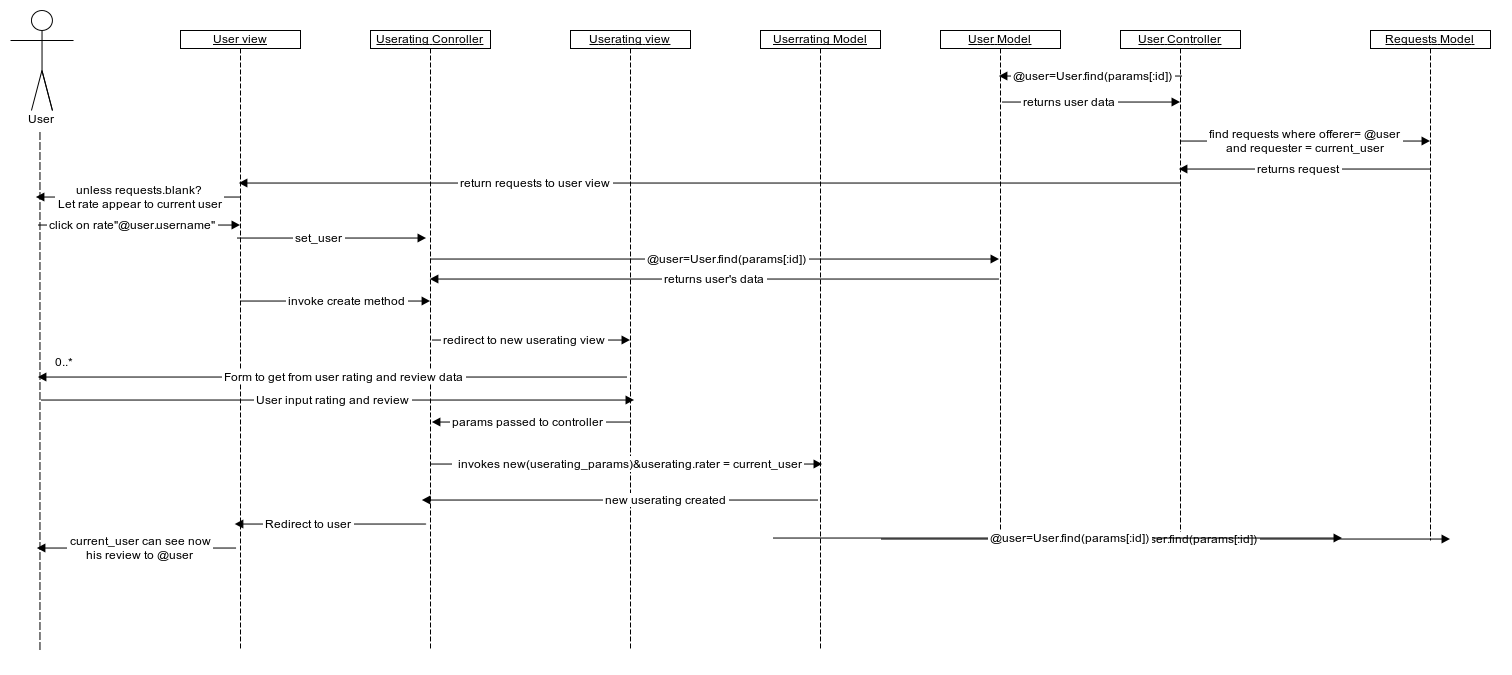 User view
Userating Conroller
Userating view
Userrating Model
User Model
User Controller
Requests Model
User
@user=User.find(params[:id])
returns user data
find requests where offerer= @user
and requester = current_user
returns request
return requests to user view
unless requests.blank?
Let rate appear to current user
click on rate"@user.username"
set_user
@user=User.find(params[:id])
returns user's data
invoke create method
redirect to new userating view
0..*
Form to get from user rating and review data
User input rating and review
params passed to controller
invokes new(userating_params)&userating.rater = current_user
new userating created
Redirect to user
@user=User.find(params[:id]) ser.find(params[:id])
current_user can see now
his review to @user